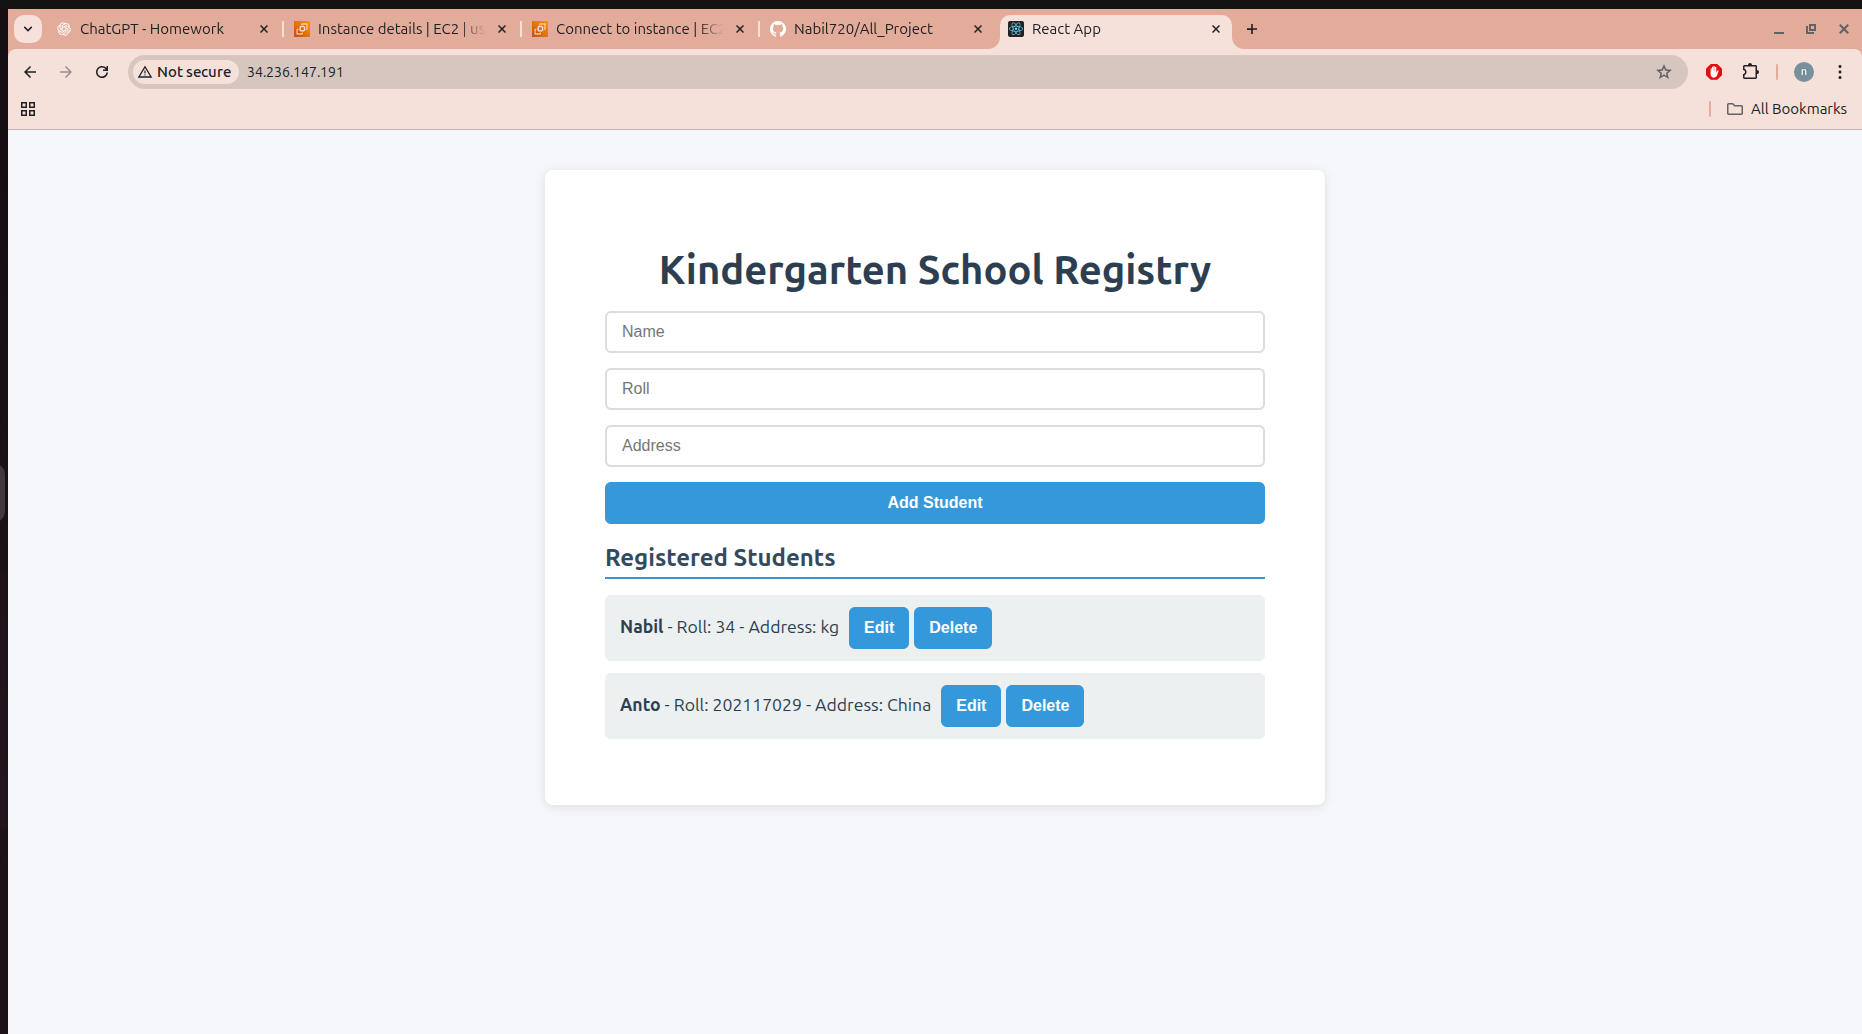 ChatGPT - Homework
Instance details | EC2 | us
Connect to instance | EC2
Nabil720/All_Project
React App
Not secure 34.236.147.191
n
All Bookmarks
Kindergarten School Registry
Name
Roll
Address
Add Student
Registered Students
Nabil - Roll: 34 - Address: kg Edit Delete
Anto - Roll: 202117029 - Address: China Edit Delete